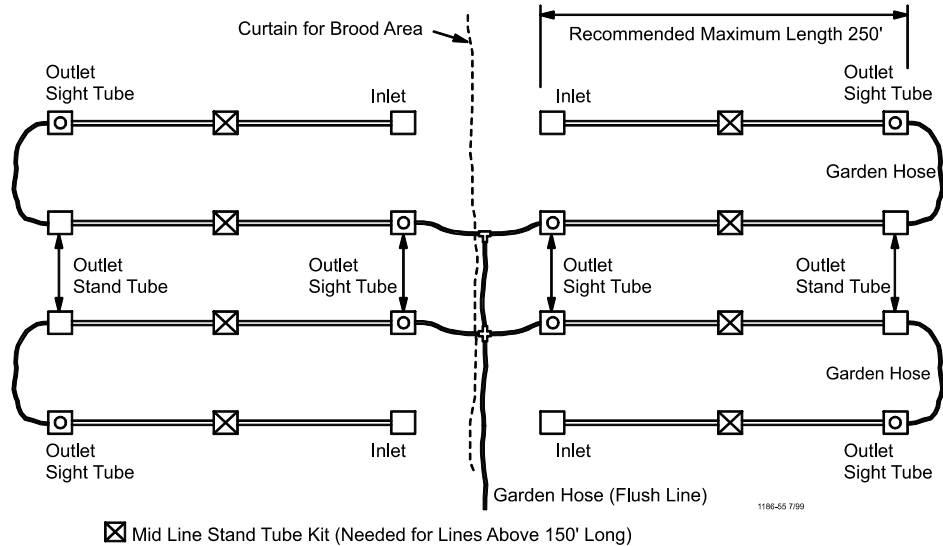 Curtain for Brood Area
Recommended Maximum Length 250'
Outlet
Sight Tube
Inlet
Inlet
Outlet
Sight Tube
Garden Hose
Outlet
Stand Tube
Outlet
Sight Tube
Outlet
Sight Tube
Outlet
Stand Tube
Garden Hose
Outlet
Sight Tube
Inlet
Inlet
Outlet
Sight Tube
Garden Hose (Flush Line)
1186-55 7/99
Mid Line Stand Tube Kit (Needed for Lines Above 150' Long)